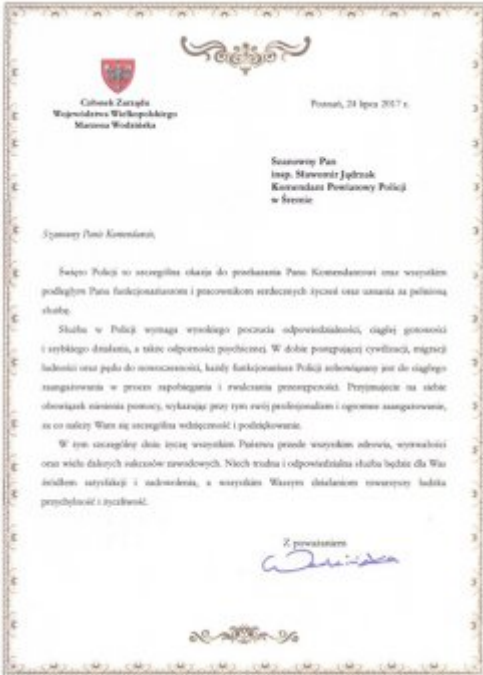 Członek Zarządu
Województwa Wielkopolskiego
Marzena Wodzińska
Poznań, 24 lipca 2017 r.
Szanowny Pan
insp. Sławomir Jądrzak
Komendant Powiatowy Policji
w Śremie
Szanowny Panie Komendancie,
Święto Policji to szczególna okazja do przekazania Panu Komendantowi oraz wszystkim
podległym Panu funkcjonariuszom i pracownikom serdecznych życzeń oraz uznania za pełnioną
służbę.
Służba w Policji wymaga wysokiego poczucia odpowiedzialności, ciągłej gotowości
i szybkiego działania, a także odporności psychicznej. W dobie postępującej cywilizacji, migracji
ludności oraz pędu do nowoczesności, każdy funkcjonariusz Policji zobowiązany jest do ciągłego
zaangażowania w proces zapobiegania i zwalczania przestępczości. Przyjmujecie na siebie
obowiązek niesienia pomocy, wykazując przy tym swój profesjonalizm i ogromne zaangażowanie,
za co należy Wam się szczególna wdzięczność i podziękowanie.
W tym szczególnym dniu życzę wszystkim Państwu przede wszystkim zdrowia, wytrwałości
oraz wielu dalszych sukcesów zawodowych. Niech trudna i odpowiedzialna służba będzie dla Was
źródłem satysfakcji i zadowolenia, a wszystkim Waszym działaniom towarzyszy ludzka
przychylność i życzliwość.
Z poważaniem
Wodzińska